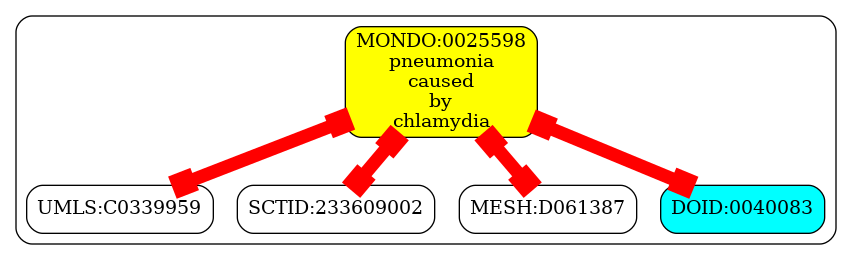 MONDO:0025598
pneumonia
caused
by
chlamydia
UMLS:C0339959
SCTID:233609002
MESH:D061387
DOID:0040083